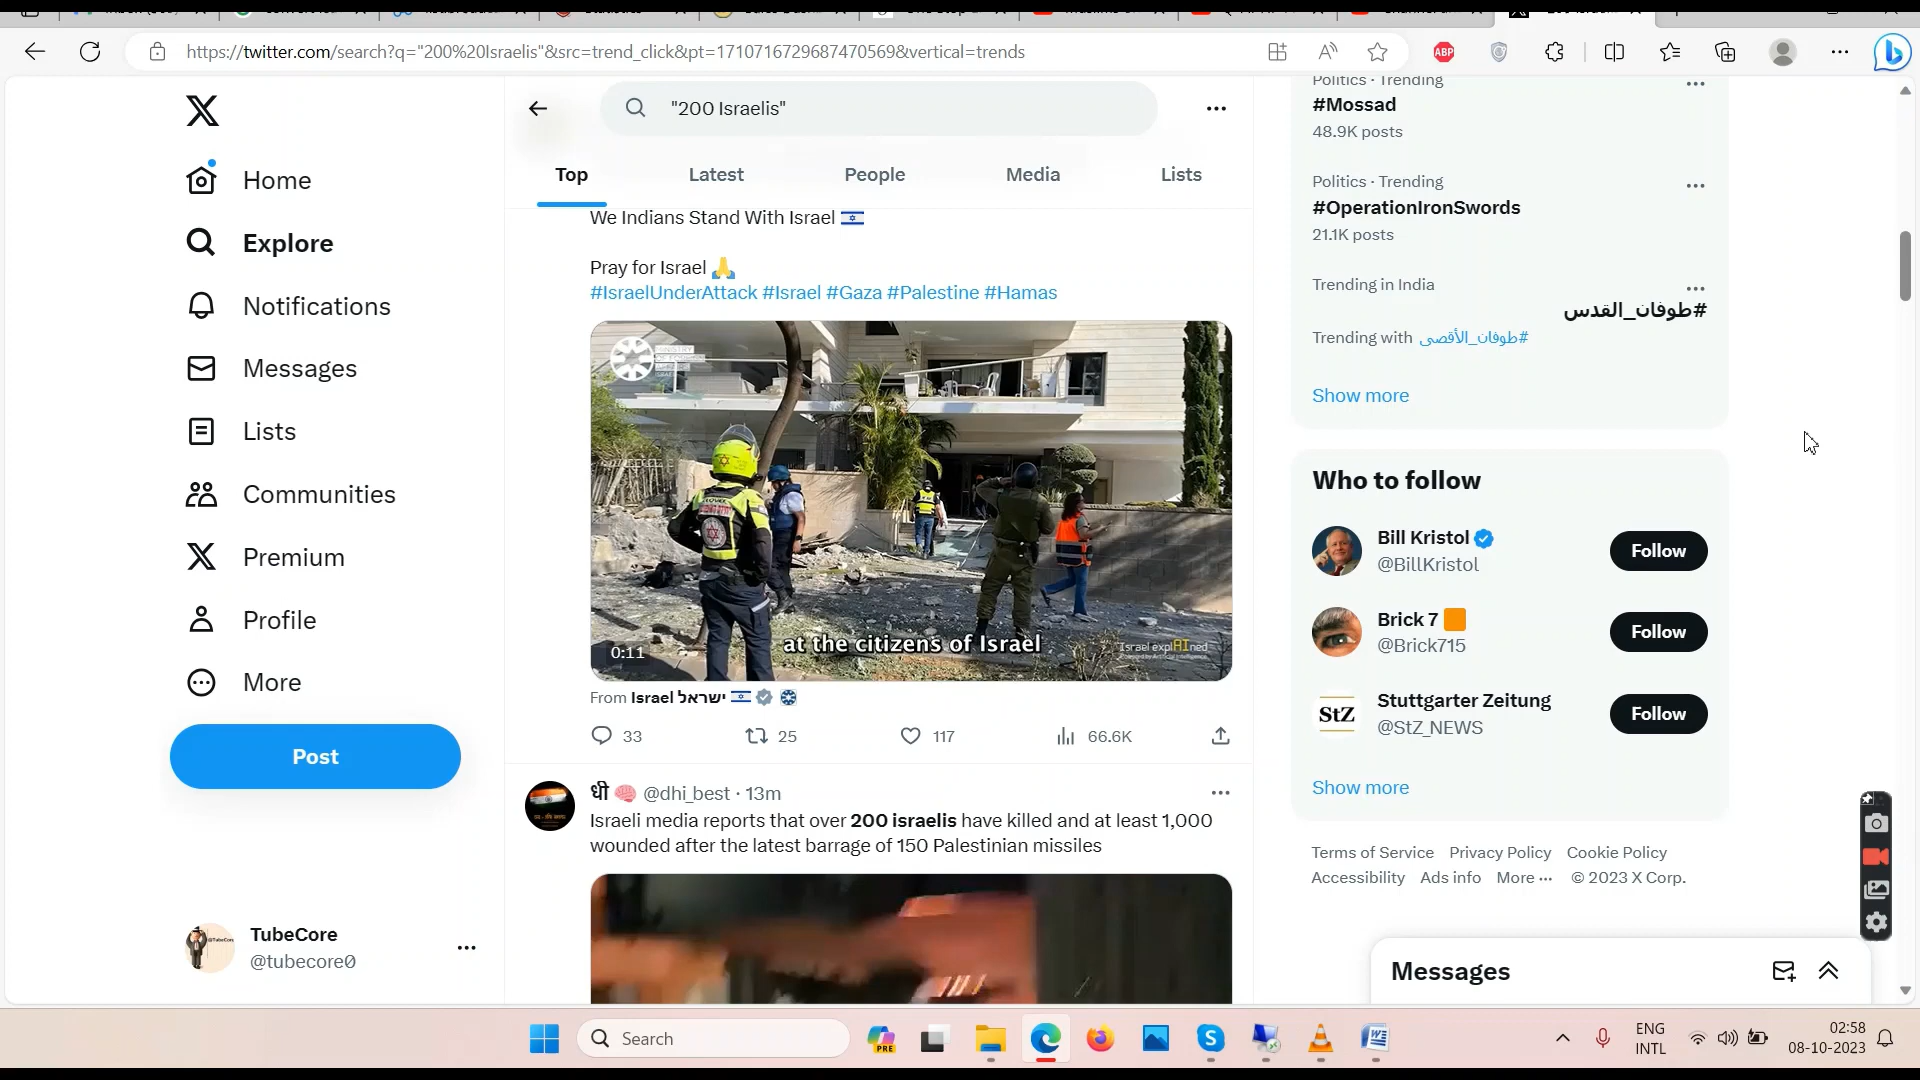 https://twitter.com/search?q="200%20Israelis"&src=trend_click&pt=1710716729687470569&vertical=trends
ABP
"200 Israelis"
Top
Latest
People
Media
Lists
Home
Explore
Notifications
Messages
Lists
Communities
Premium
Profile
More
Post
TubeCore
@tubecore0
We Indians Stand With Israel
Pray for Israel
#IsraelUnderAttack #Israel #Gaza #Palestine #Hamas
at the citizens of Israel
0:11
Israel explAIned
From Israel ישראל
33
25
117
66.6K
धी @dhi_best · 13m
Israeli media reports that over 200 israelis have killed and at least 1,000
wounded after the latest barrage of 150 Palestinian missiles
Politics · Trending
#Mossad
48.9K posts
Politics · Trending
#OperationIronSwords
21.1K posts
Trending in India
#طوفان_القدس
Trending with #طوفان_الأقصى
Show more
Who to follow
Bill Kristol
@BillKristol
Follow
Brick 7
@Brick715
Follow
StZ
Stuttgarter Zeitung
@StZ_NEWS
Follow
Show more
Terms of Service Privacy Policy Cookie Policy
Accessibility Ads info More ··· © 2023 X Corp.
Messages
Search
PRE
ENG
INTL
02:58
08-10-2023